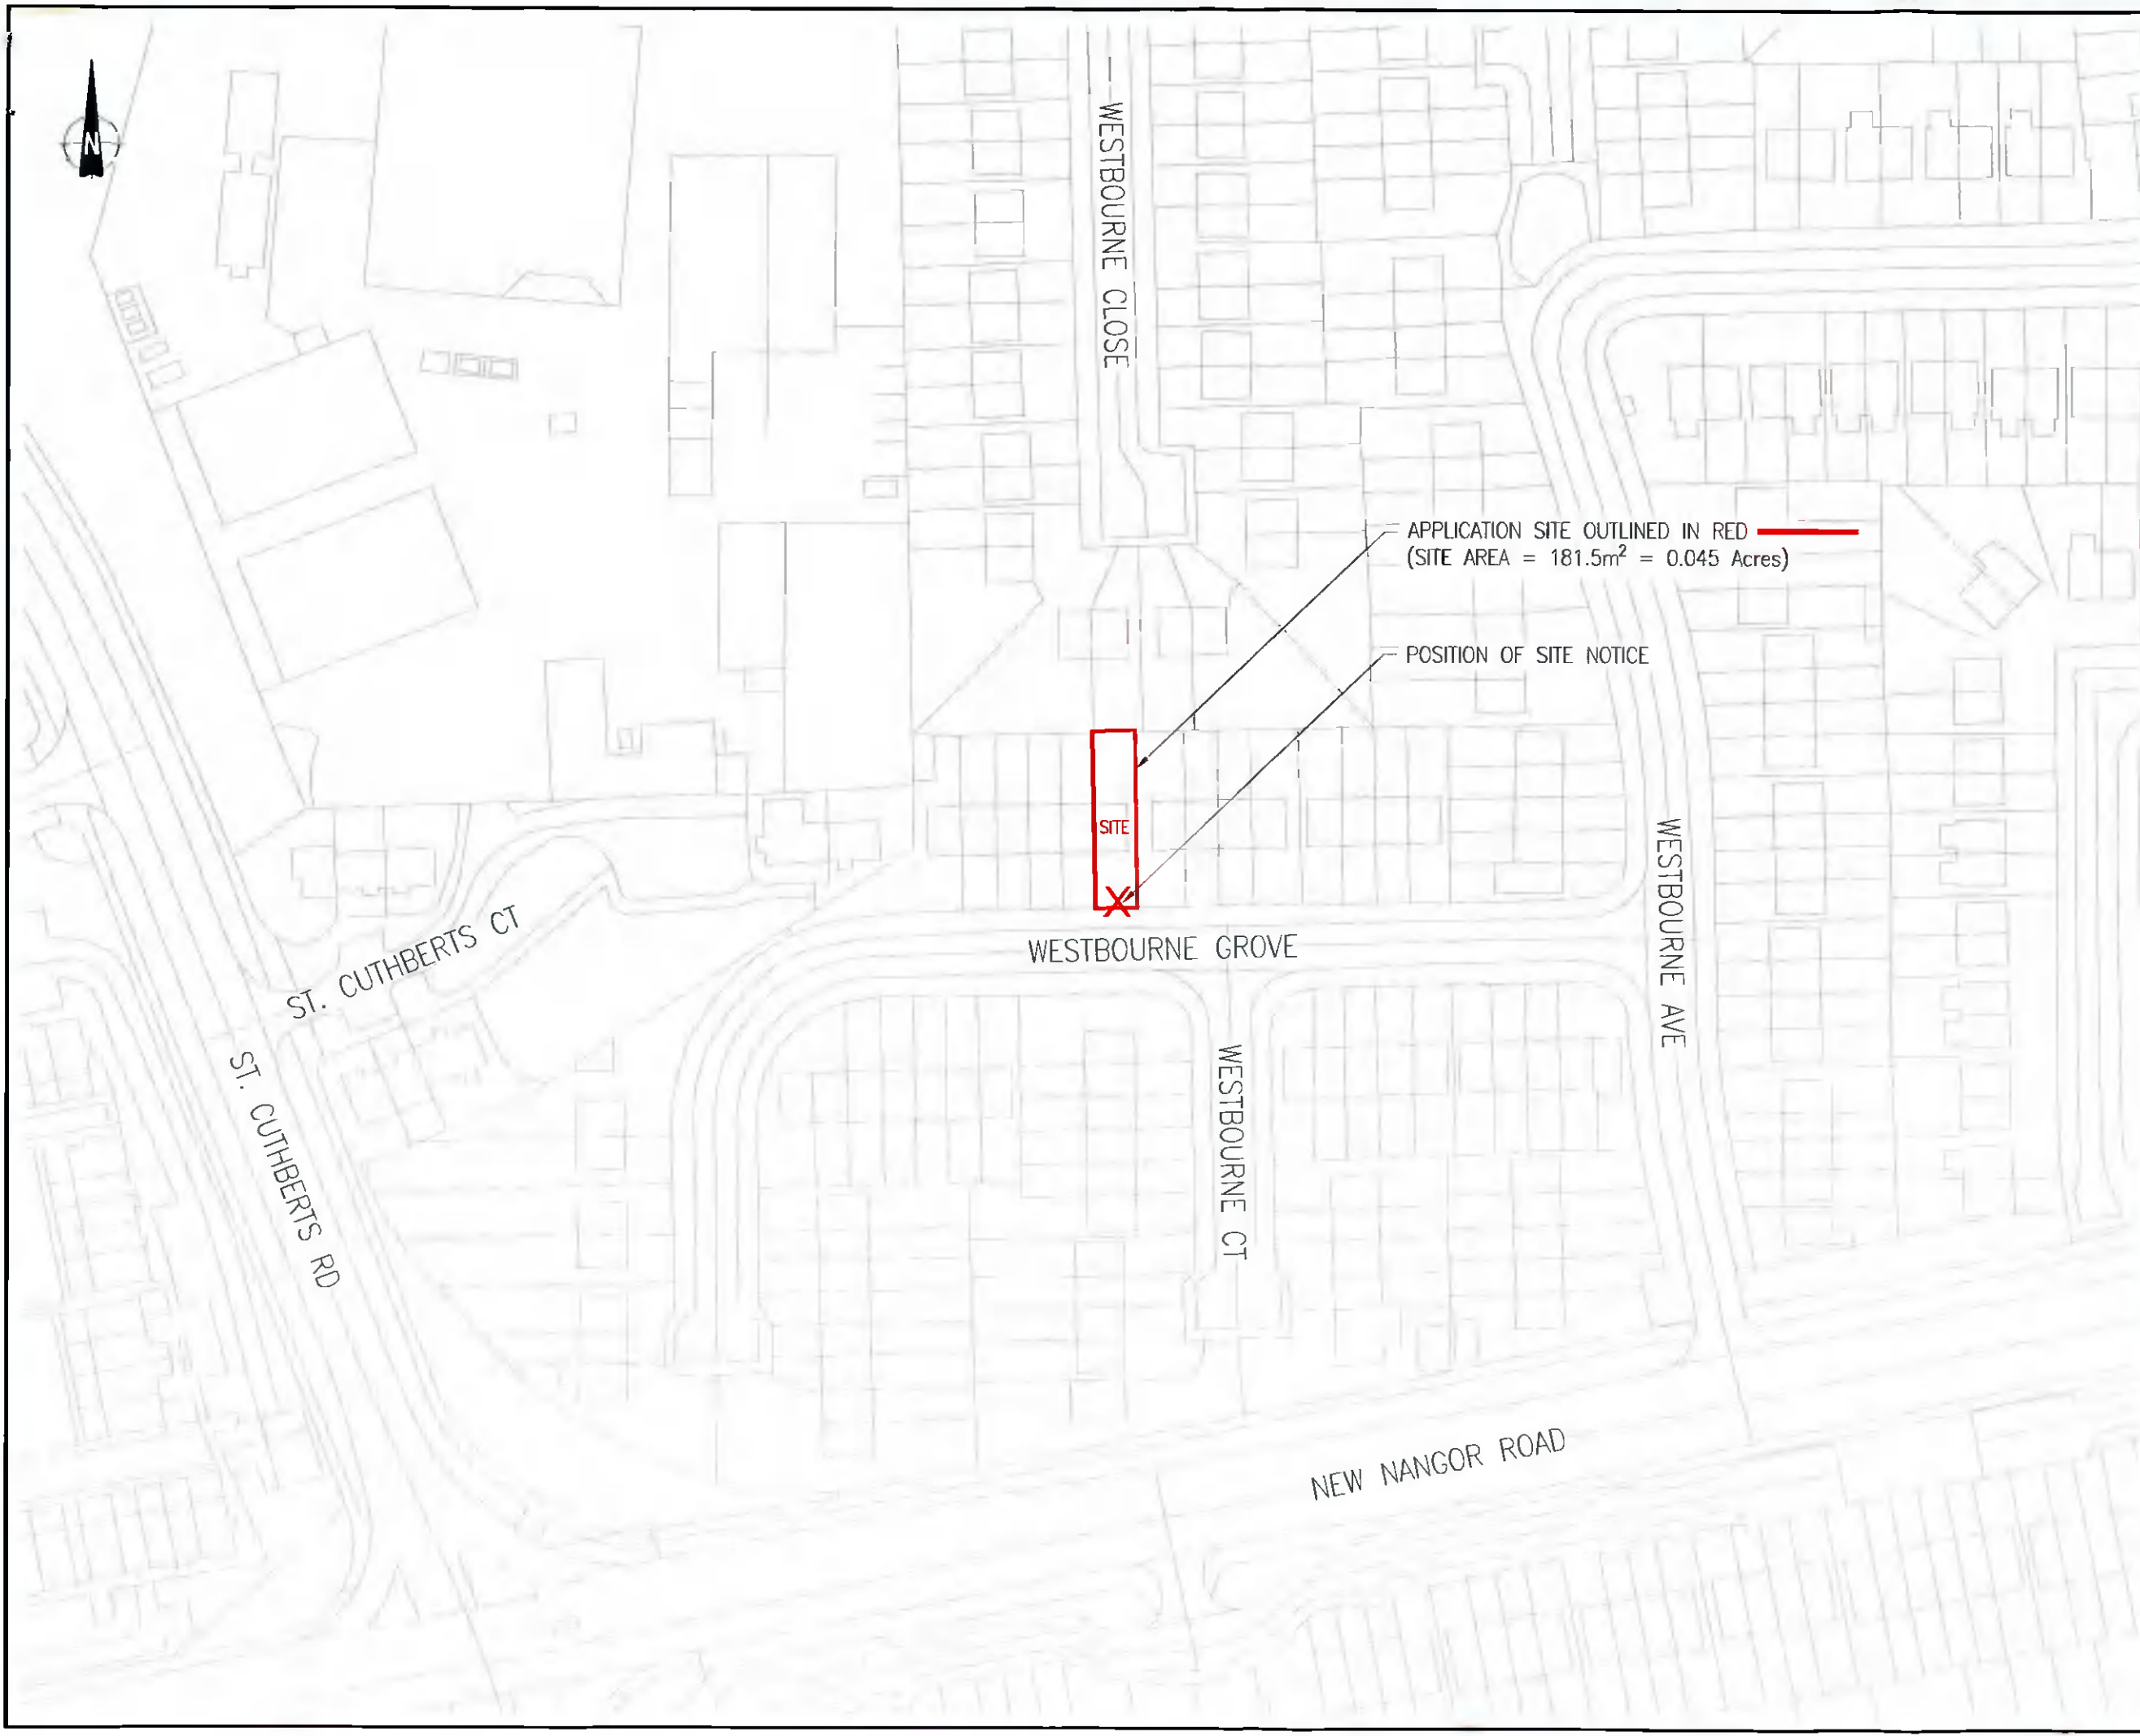 N
WESTBOURNE CLOSE
APPLICATION SITE OUTLINED IN RED
(SITE AREA = 181.5m² = 0.045 Acres)
POSITION OF SITE NOTICE
SITE
X
WESTBOURNE GROVE
WESTBOURNE AVE
ST. CUTHBERTS CT
ST. CUTHBERTS RD
WESTBOURNE CT
NEW NANGOR ROAD